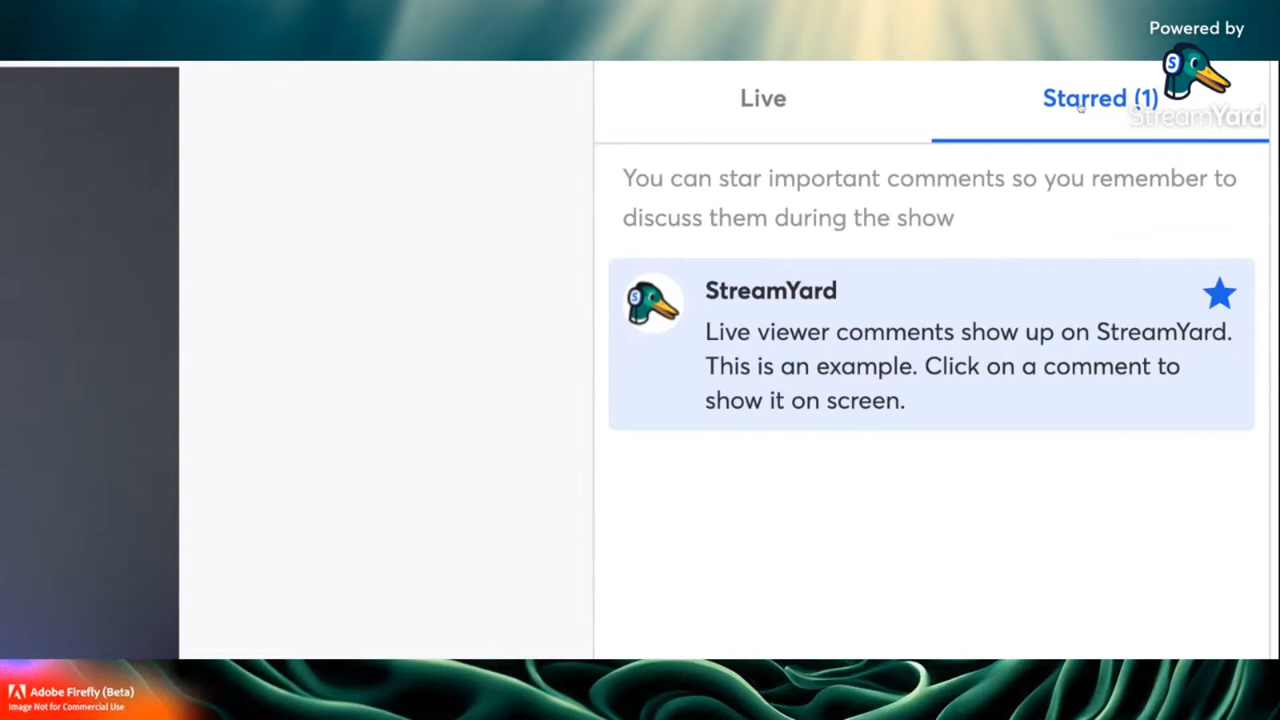 Powered by
StreamYard
Live
Starred (1)
You can star important comments so you remember to
discuss them during the show
StreamYard
Live viewer comments show up on StreamYard.
This is an example. Click on a comment to
show it on screen.
Adobe Firefly (Beta)
Image Not for Commercial Use